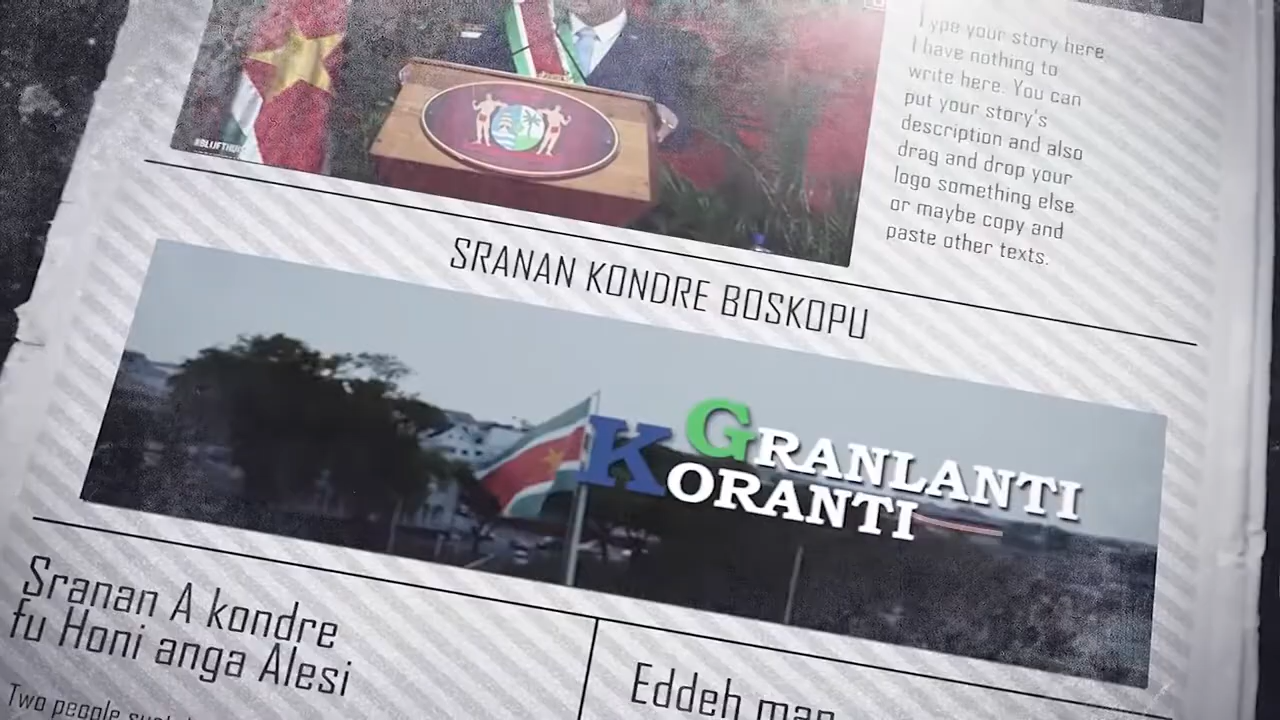 Type your story here
I have nothing to
write here. You can
put your story's
description and also
drag and drop your
logo something else
or maybe copy and
paste other texts.
SRANAN KONDRE BOSKOPU
GRANLANTI
KORANTI
Sranan A kondre
fu Honi anga Alesi
Eddeh man
Two people